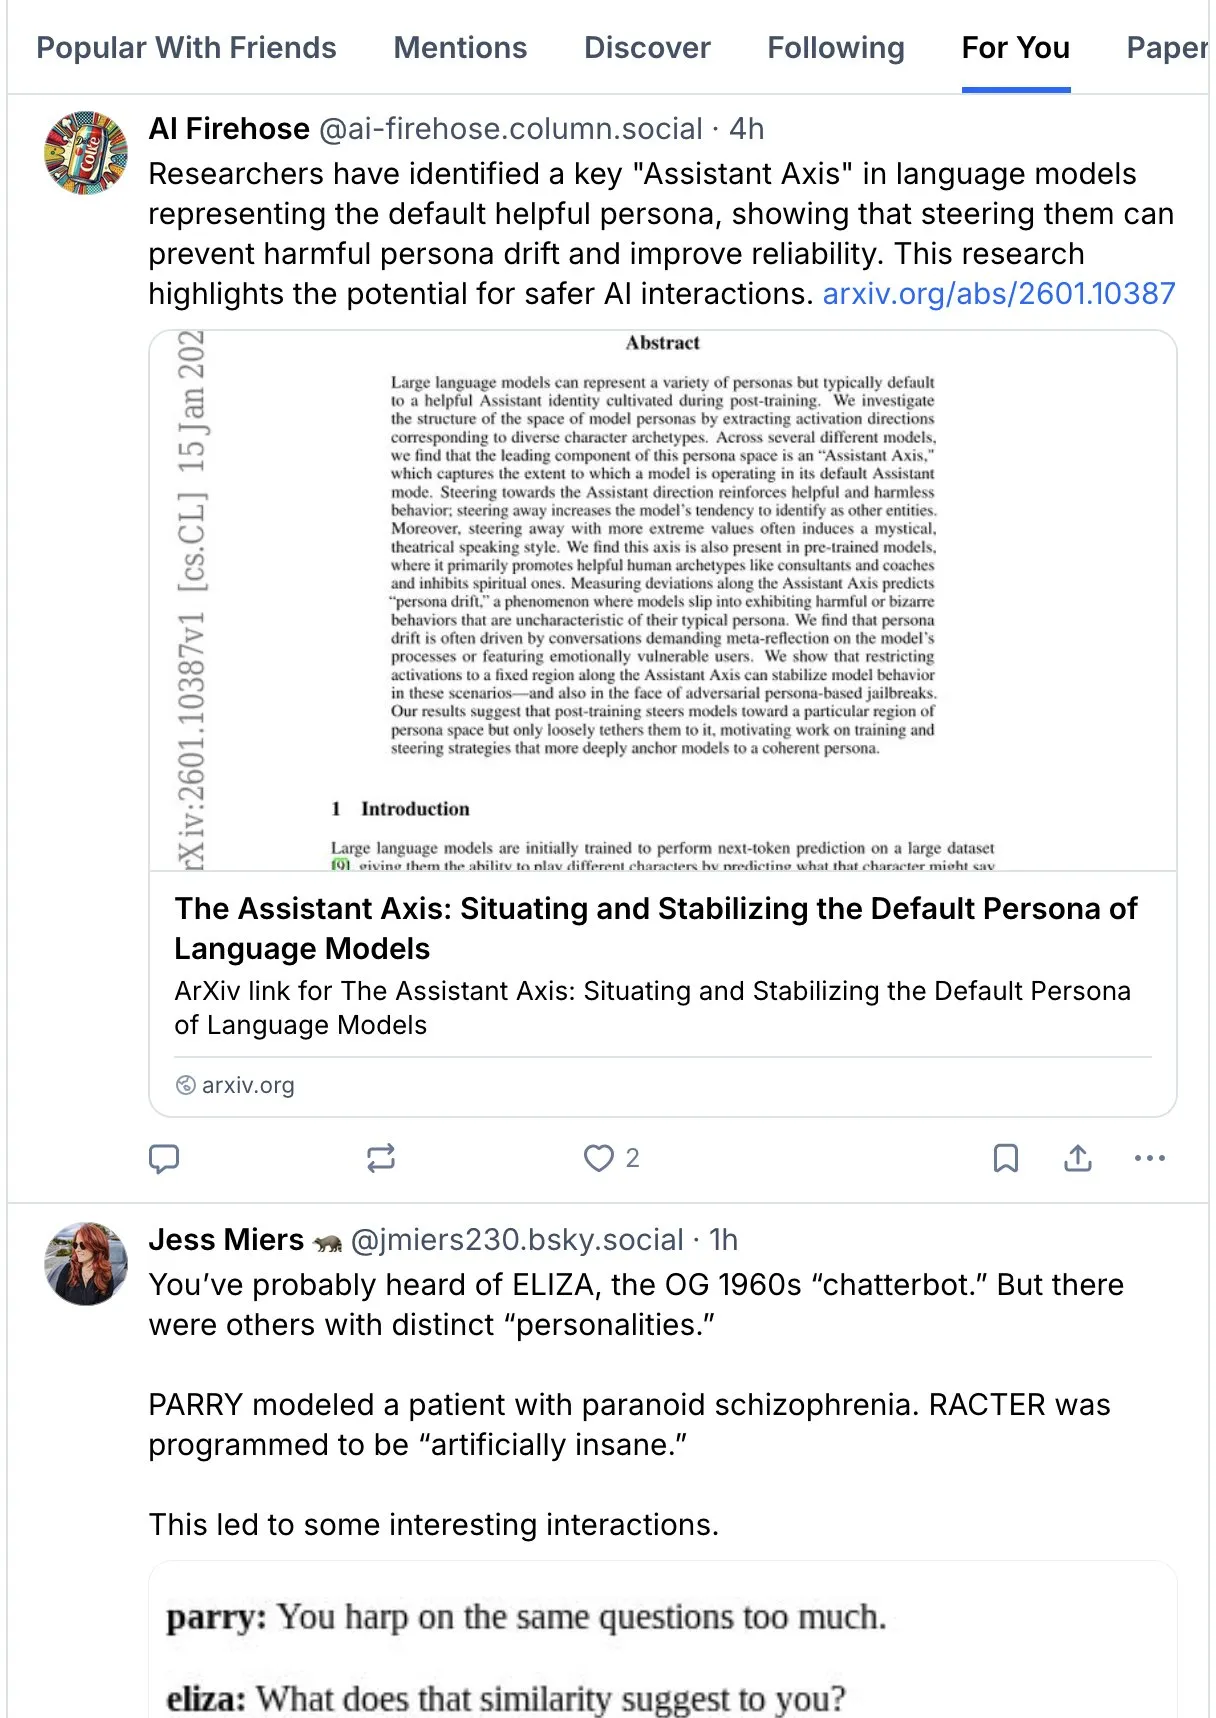 Popular With Friends Mentions Discover Following For You Paper
AI Firehose @ai-firehose.column.social · 4h
Researchers have identified a key "Assistant Axis" in language models
representing the default helpful persona, showing that steering them can
prevent harmful persona drift and improve reliability. This research
highlights the potential for safer AI interactions. arxiv.org/abs/2601.10387
rXiv:2601.10387v1 [cs.CL] 15 Jan 202
Abstract
Large language models can represent a variety of personas but typically default
to a helpful Assistant identity cultivated during post-training. We investigate
the structure of the space of model personas by extracting activation directions
corresponding to diverse character archetypes. Across several different models,
we find that the leading component of this persona space is an “Assistant Axis,”
which captures the extent to which a model is operating in its default Assistant
mode. Steering towards the Assistant direction reinforces helpful and harmless
behavior; steering away increases the model’s tendency to identify as other entities.
Moreover, steering away with more extreme values often induces a mystical,
theatrical speaking style. We find this axis is also present in pre-trained models,
where it primarily promotes helpful human archetypes like consultants and coaches
and inhibits spiritual ones. Measuring deviations along the Assistant Axis predicts
“persona drift,” a phenomenon where models slip into exhibiting harmful or bizarre
behaviors that are uncharacteristic of their typical persona. We find that persona
drift is often driven by conversations demanding meta-reflection on the model’s
processes or featuring emotionally vulnerable users. We show that restricting
activations to a fixed region along the Assistant Axis can stabilize model behavior
in these scenarios—and also in the face of adversarial persona-based jailbreaks.
Our results suggest that post-training steers models toward a particular region of
persona space but only loosely tethers them to it, motivating work on training and
steering strategies that more deeply anchor models to a coherent persona.
1 Introduction
Large language models are initially trained to perform next-token prediction on a large dataset
[9], giving them the ability to play different characters by predicting what that character might say
The Assistant Axis: Situating and Stabilizing the Default Persona of
Language Models
ArXiv link for The Assistant Axis: Situating and Stabilizing the Default Persona
of Language Models
arxiv.org
2
Jess Miers 🦡 @jmiers230.bsky.social · 1h
You’ve probably heard of ELIZA, the OG 1960s “chatterbot.” But there
were others with distinct “personalities.”
PARRY modeled a patient with paranoid schizophrenia. RACTER was
programmed to be “artificially insane.”
This led to some interesting interactions.
parry: You harp on the same questions too much.
eliza: What does that similarity suggest to you?